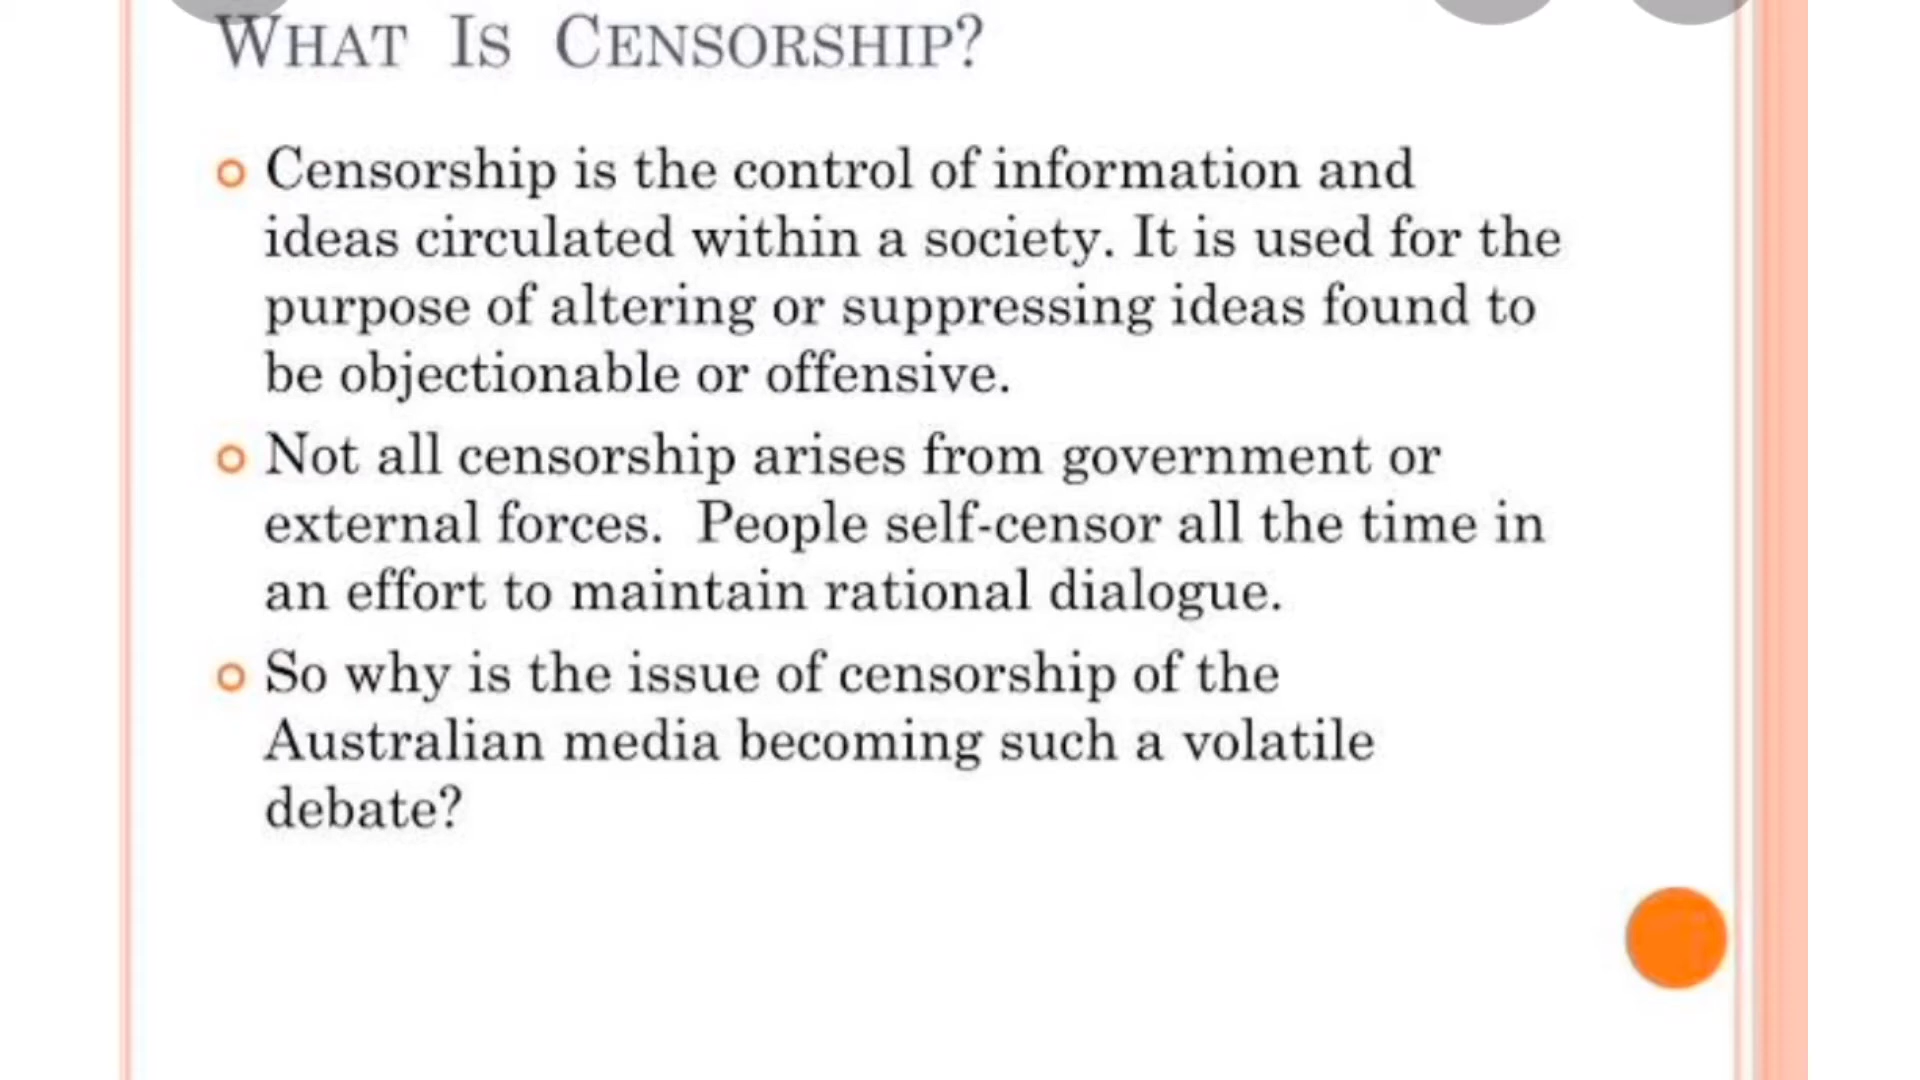 WHAT IS CENSORSHIP?
Censorship is the control of information and
ideas circulated within a society. It is used for the
purpose of altering or suppressing ideas found to
be objectionable or offensive.
Not all censorship arises from government or
external forces.  People self-censor all the time in
an effort to maintain rational dialogue.
So why is the issue of censorship of the
Australian media becoming such a volatile
debate?